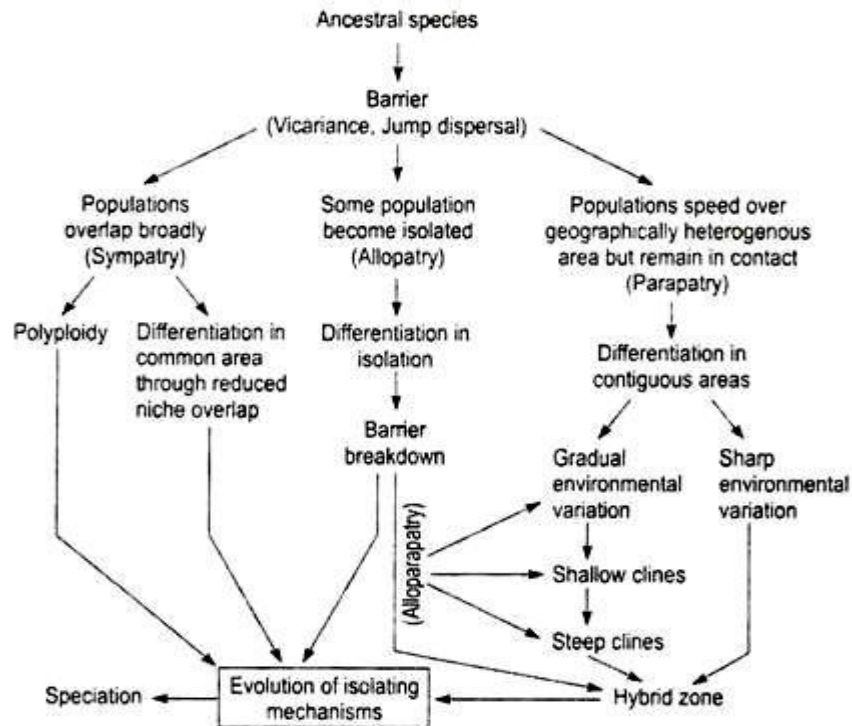 Ancestral species
Barrier
(Vicariance, Jump dispersal)
Populations
overlap broadly
(Sympatry)
Some population
become isolated
(Allopatry)
Populations speed over
geographically heterogenous
area but remain in contact
(Parapatry)
Polyploidy
Differentiation in
common area
through reduced
niche overlap
Differentiation in
isolation
Differentiation in
contiguous areas
Barrier
breakdown
Gradual
environmental
variation
Sharp
environmental
variation
(Alloparapatry)
Shallow clines
Steep clines
Speciation
Evolution of isolating
mechanisms
Hybrid zone